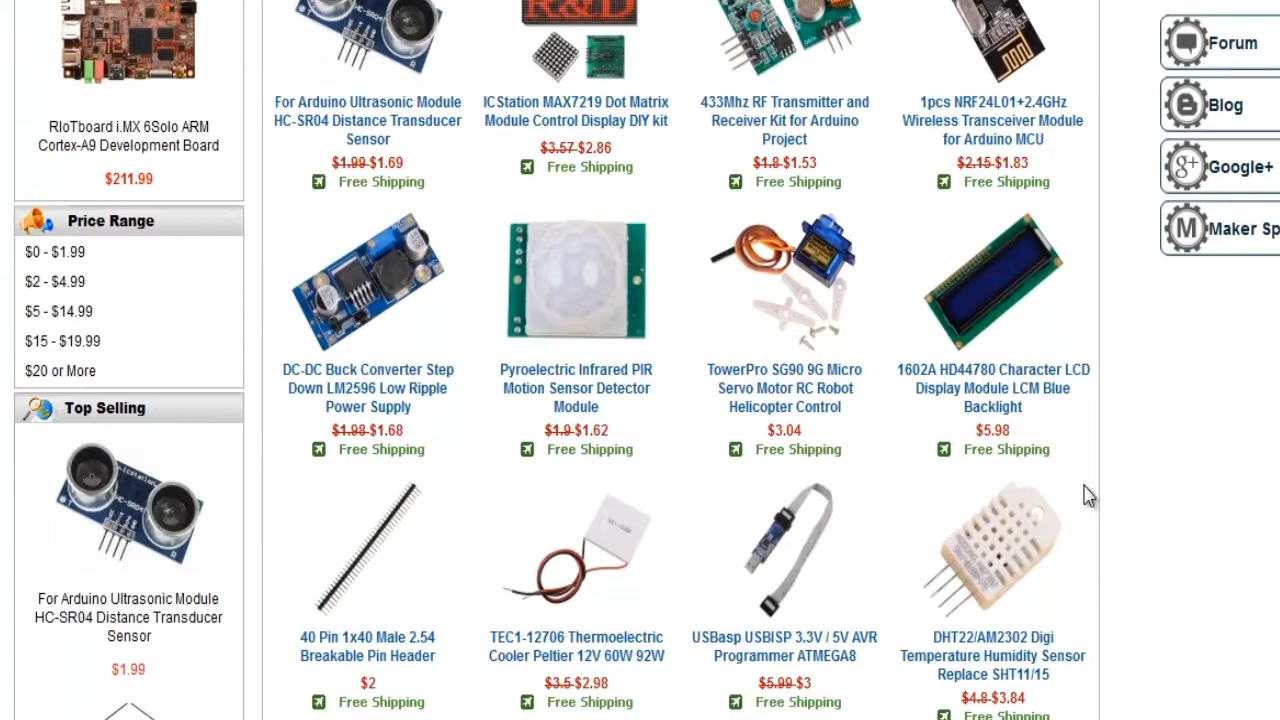 HC-SR04
R&D
For Arduino Ultrasonic Module
HC-SR04 Distance Transducer
Sensor
$1.99 $1.69
Free Shipping
ICStation MAX7219 Dot Matrix
Module Control Display DIY kit
$3.57 $2.86
Free Shipping
433Mhz RF Transmitter and
Receiver Kit for Arduino
Project
$1.8 $1.53
Free Shipping
1pcs NRF24L01+2.4GHz
Wireless Transceiver Module
for Arduino MCU
$2.15 $1.83
Free Shipping
RIoTboard i.MX 6Solo ARM
Cortex-A9 Development Board
$211.99
Price Range
$0 - $1.99
$2 - $4.99
$5 - $14.99
$15 - $19.99
$20 or More
Top Selling
HC-SR04
For Arduino Ultrasonic Module
HC-SR04 Distance Transducer
Sensor
$1.99
DC-DC Buck Converter Step
Down LM2596 Low Ripple
Power Supply
$1.98 $1.68
Free Shipping
Pyroelectric Infrared PIR
Motion Sensor Detector
Module
$1.9 $1.62
Free Shipping
TowerPro SG90 9G Micro
Servo Motor RC Robot
Helicopter Control
$3.04
Free Shipping
1602A HD44780 Character LCD
Display Module LCM Blue
Backlight
$5.98
Free Shipping
40 Pin 1x40 Male 2.54
Breakable Pin Header
$2
Free Shipping
TEC1-12706 Thermoelectric
Cooler Peltier 12V 60W 92W
$3.5 $2.98
Free Shipping
USBasp USBISP 3.3V / 5V AVR
Programmer ATMEGA8
$5.99 $3
Free Shipping
DHT22/AM2302 Digi
Temperature Humidity Sensor
Replace SHT11/15
$4.8 $3.84
Free Shipping
Forum
Blog
g+ Google+
M Maker Sp